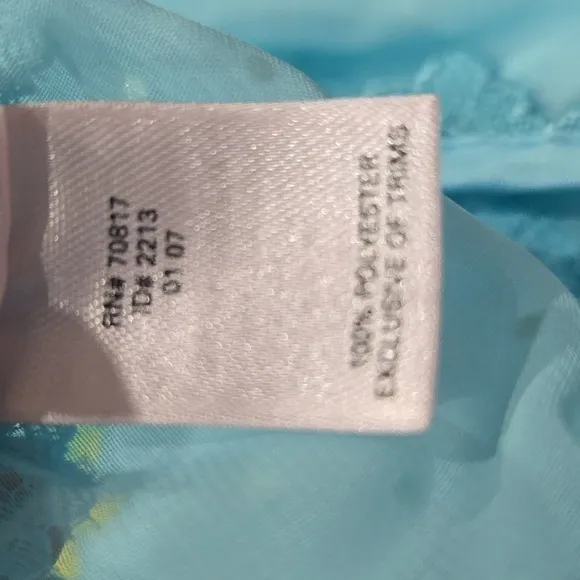 100% POLYESTER
EXCLUSIVE OF TRIMS
RN# 70817
ID# 2213
01 07